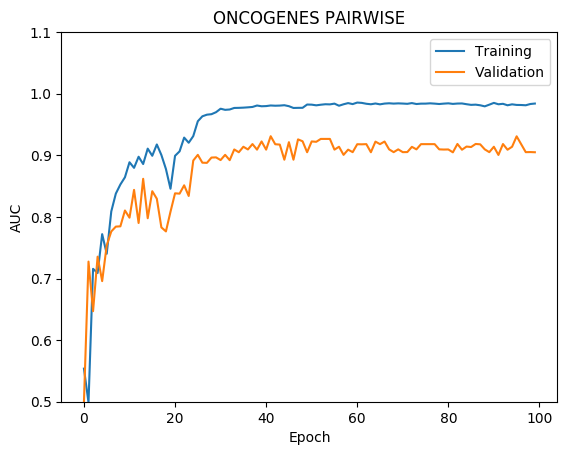 ONCOGENES PAIRWISE
1.1
1.0
0.9
0.8
0.7
0.6
0.5
AUC
Training
Validation
0
20
40
60
80
100
Epoch